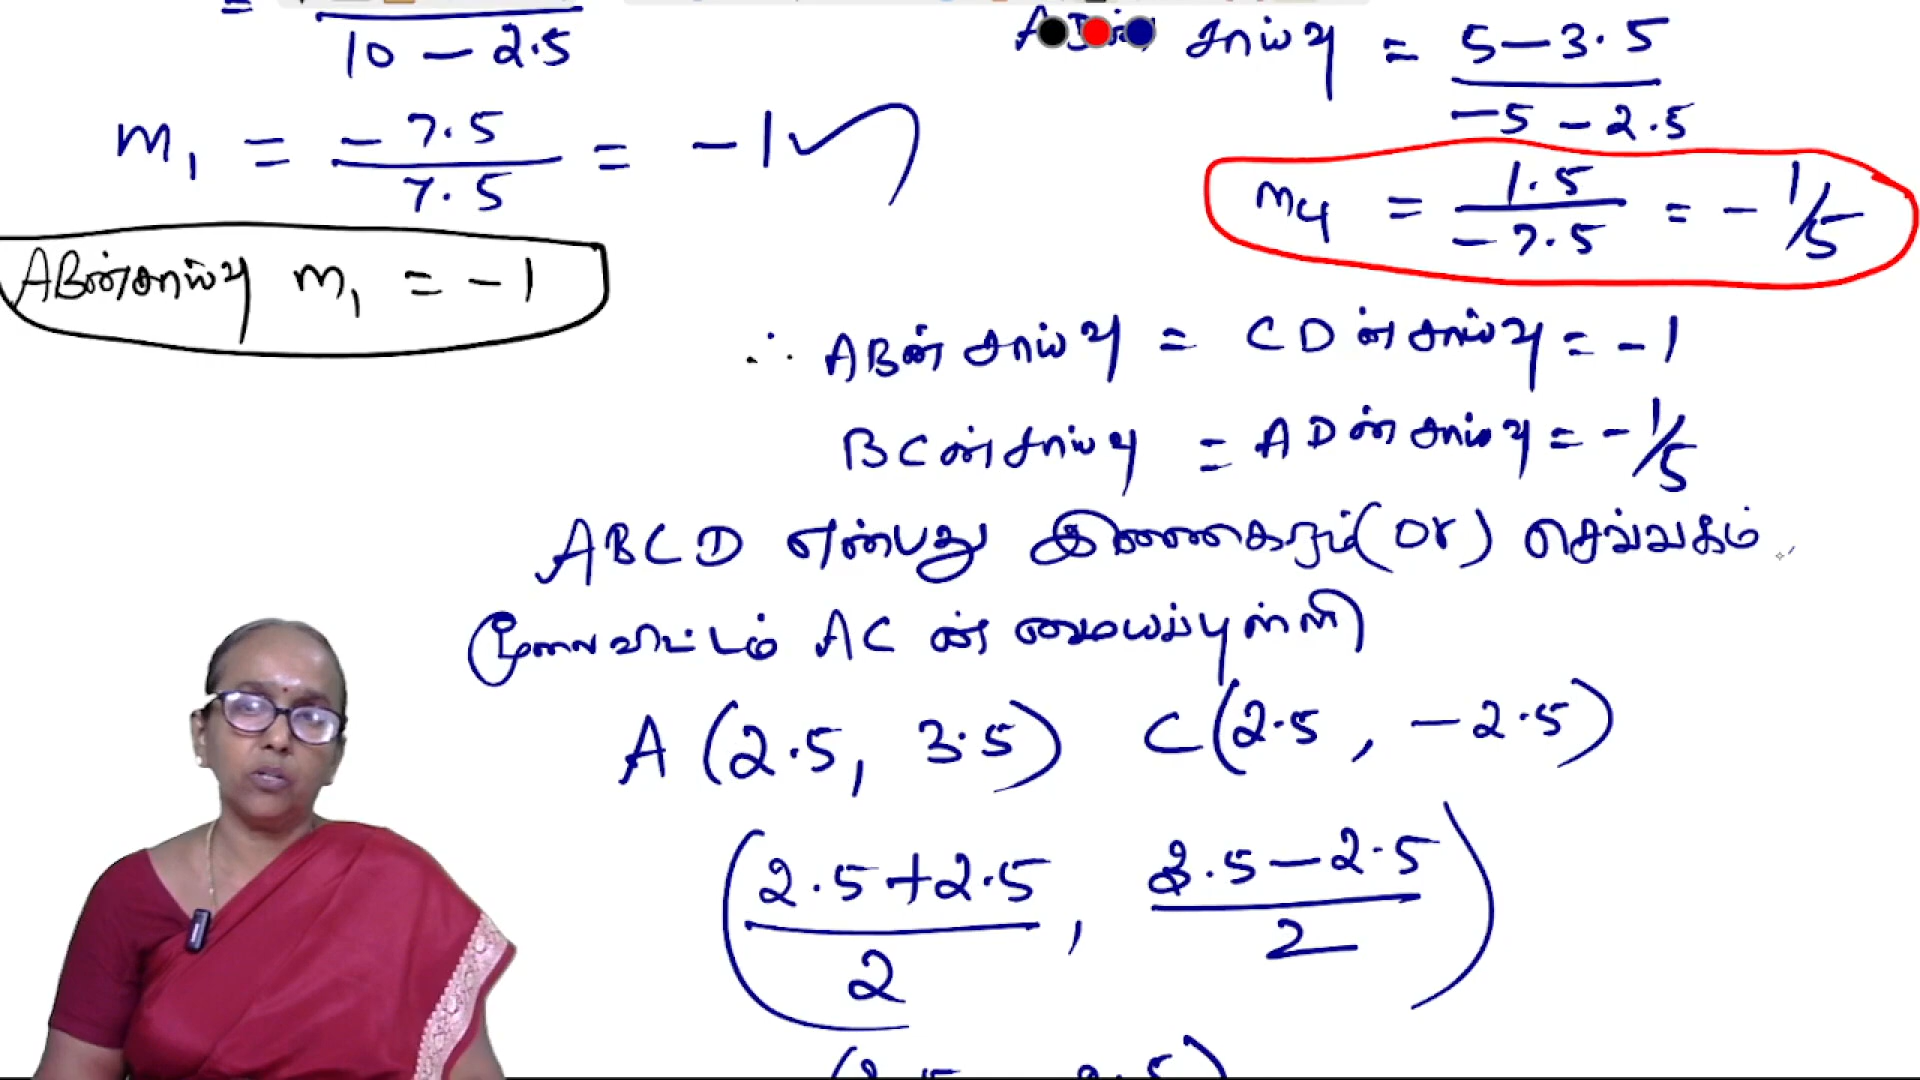 =
10 - 2.5
m₁ = -7.5/7.5 = -1
ABன்சாய்வு m₁ = -1
சாய்வு = 5-3.5/-5-2.5
m4 = 1.5/-7.5 = -1/5
∴ ABன் சாய்வு = CDன் சாய்வு = -1
BCன்சாய்வு = ADன் சாய்வு = -1/5
ABCD என்பது இணைகரம்(or) செவ்வகம்
மூலைவிட்டம் AC ன் மையப்புள்ளி
A (2.5, 3.5) C(2.5, -2.5)
(2.5+2.5/2, 3.5-2.5/2)